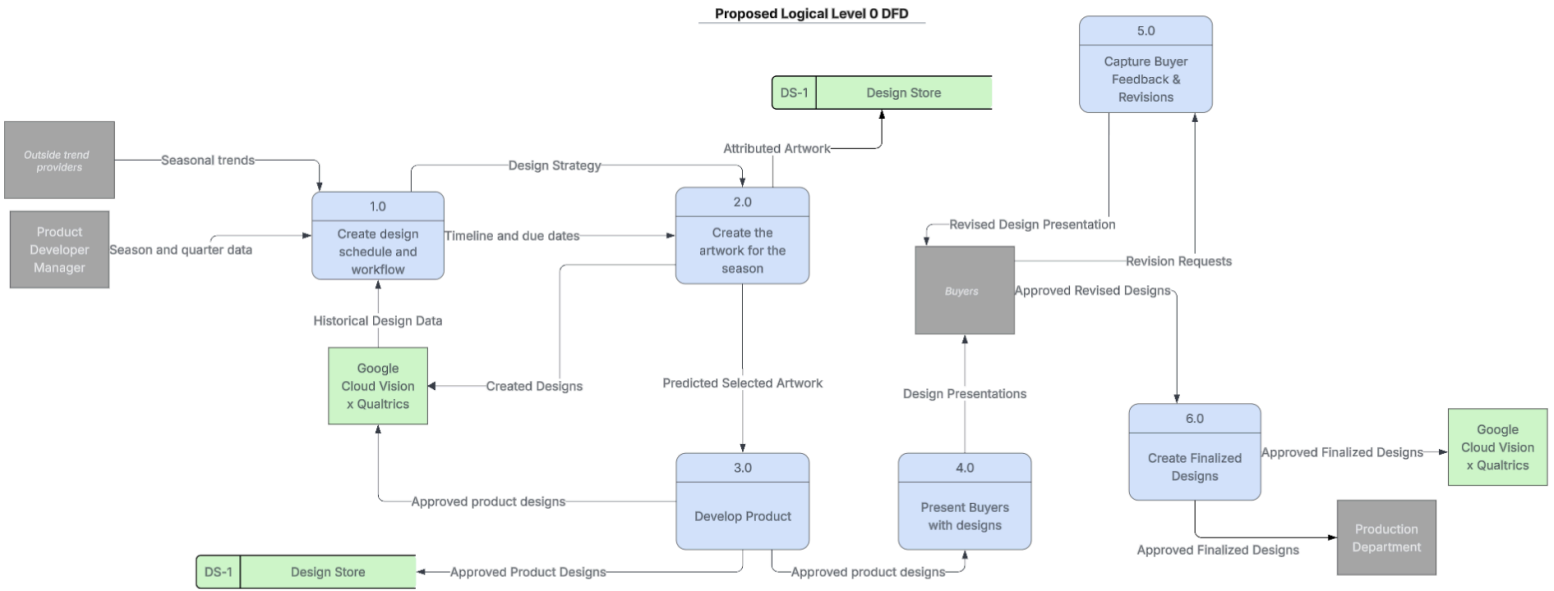 Proposed Logical Level 0 DFD
5.0
Capture Buyer
Feedback &
Revisions
DS-1
Design Store
Outside trend
providers
Seasonal trends
Design Strategy
Attributed Artwork
1.0
Create design
schedule and
workflow
2.0
Create the
artwork for the
season
Product
Developer
Manager
Season and quarter data
Timeline and due dates
Revised Design Presentation
Revision Requests
Buyers
Approved Revised Designs
Historical Design Data
Google
Cloud Vision
x Qualtrics
Created Designs
Predicted Selected Artwork
Design Presentations
6.0
Create Finalized
Designs
Approved Finalized Designs
Google
Cloud Vision
x Qualtrics
3.0
Develop Product
4.0
Present Buyers
with designs
Approved product designs
Production
Department
Approved Finalized Designs
DS-1
Design Store
Approved Product Designs
Approved product designs